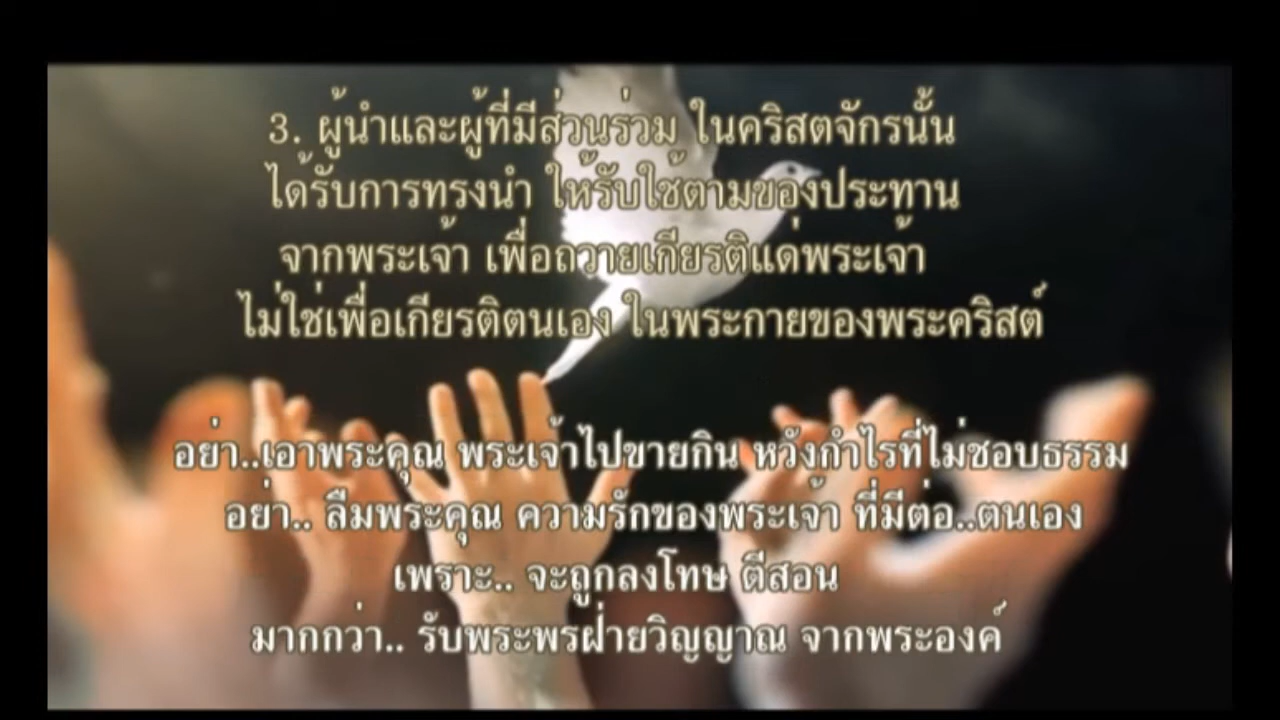 3. ผู้นำและผู้ที่มีส่วนร่วม ในคริสตจักรนั้น
ได้รับการทรงนำ ให้รับใช้ตามของประทาน
จากพระเจ้า เพื่อถวายเกียรติแด่พระเจ้า
ไม่ใช่เพื่อเกียรติตนเอง ในพระกายของพระคริสต์
อย่า..เอาพระคุณ พระเจ้าไปขายกิน หวังกำไรที่ไม่ชอบธรรม
อย่า.. ลืมพระคุณ ความรักของพระเจ้า ที่มีต่อ..ตนเอง
เพราะ.. จะถูกลงโทษ ตีสอน
มากกว่า.. รับพระพรฝ่ายวิญญาณ จากพระองค์